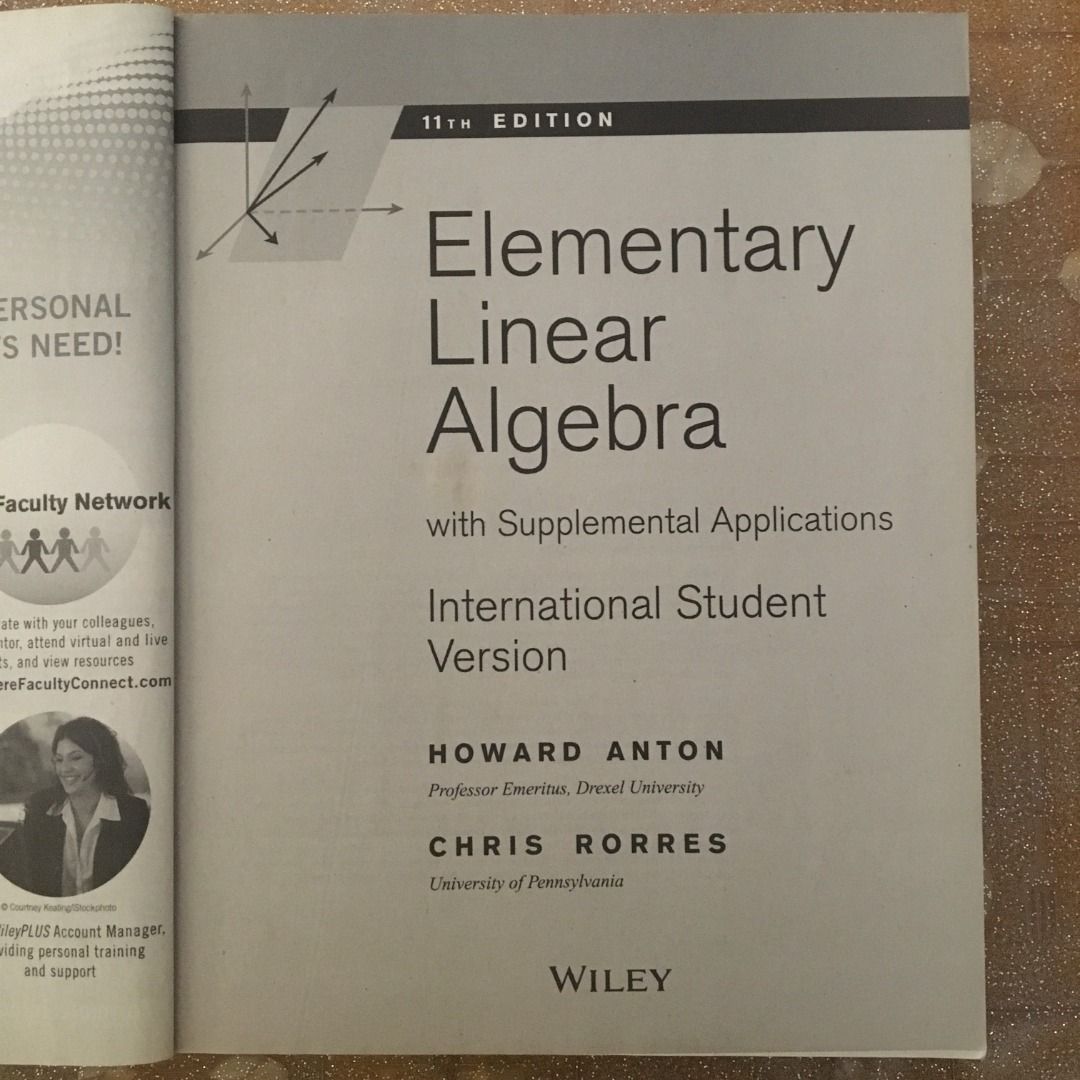 ERSONAL
'S NEED!
Faculty Network
ate with your colleagues,
ntor, attend virtual and live
ts, and view resources
ereFacultyConnect.com
© Courtney Keating/iStockphoto
ileyPLUS Account Manager,
viding personal training
and support
11TH EDITION
Elementary
Linear
Algebra
with Supplemental Applications
International Student
Version
HOWARD ANTON
Professor Emeritus, Drexel University
CHRIS RORRES
University of Pennsylvania
WILEY